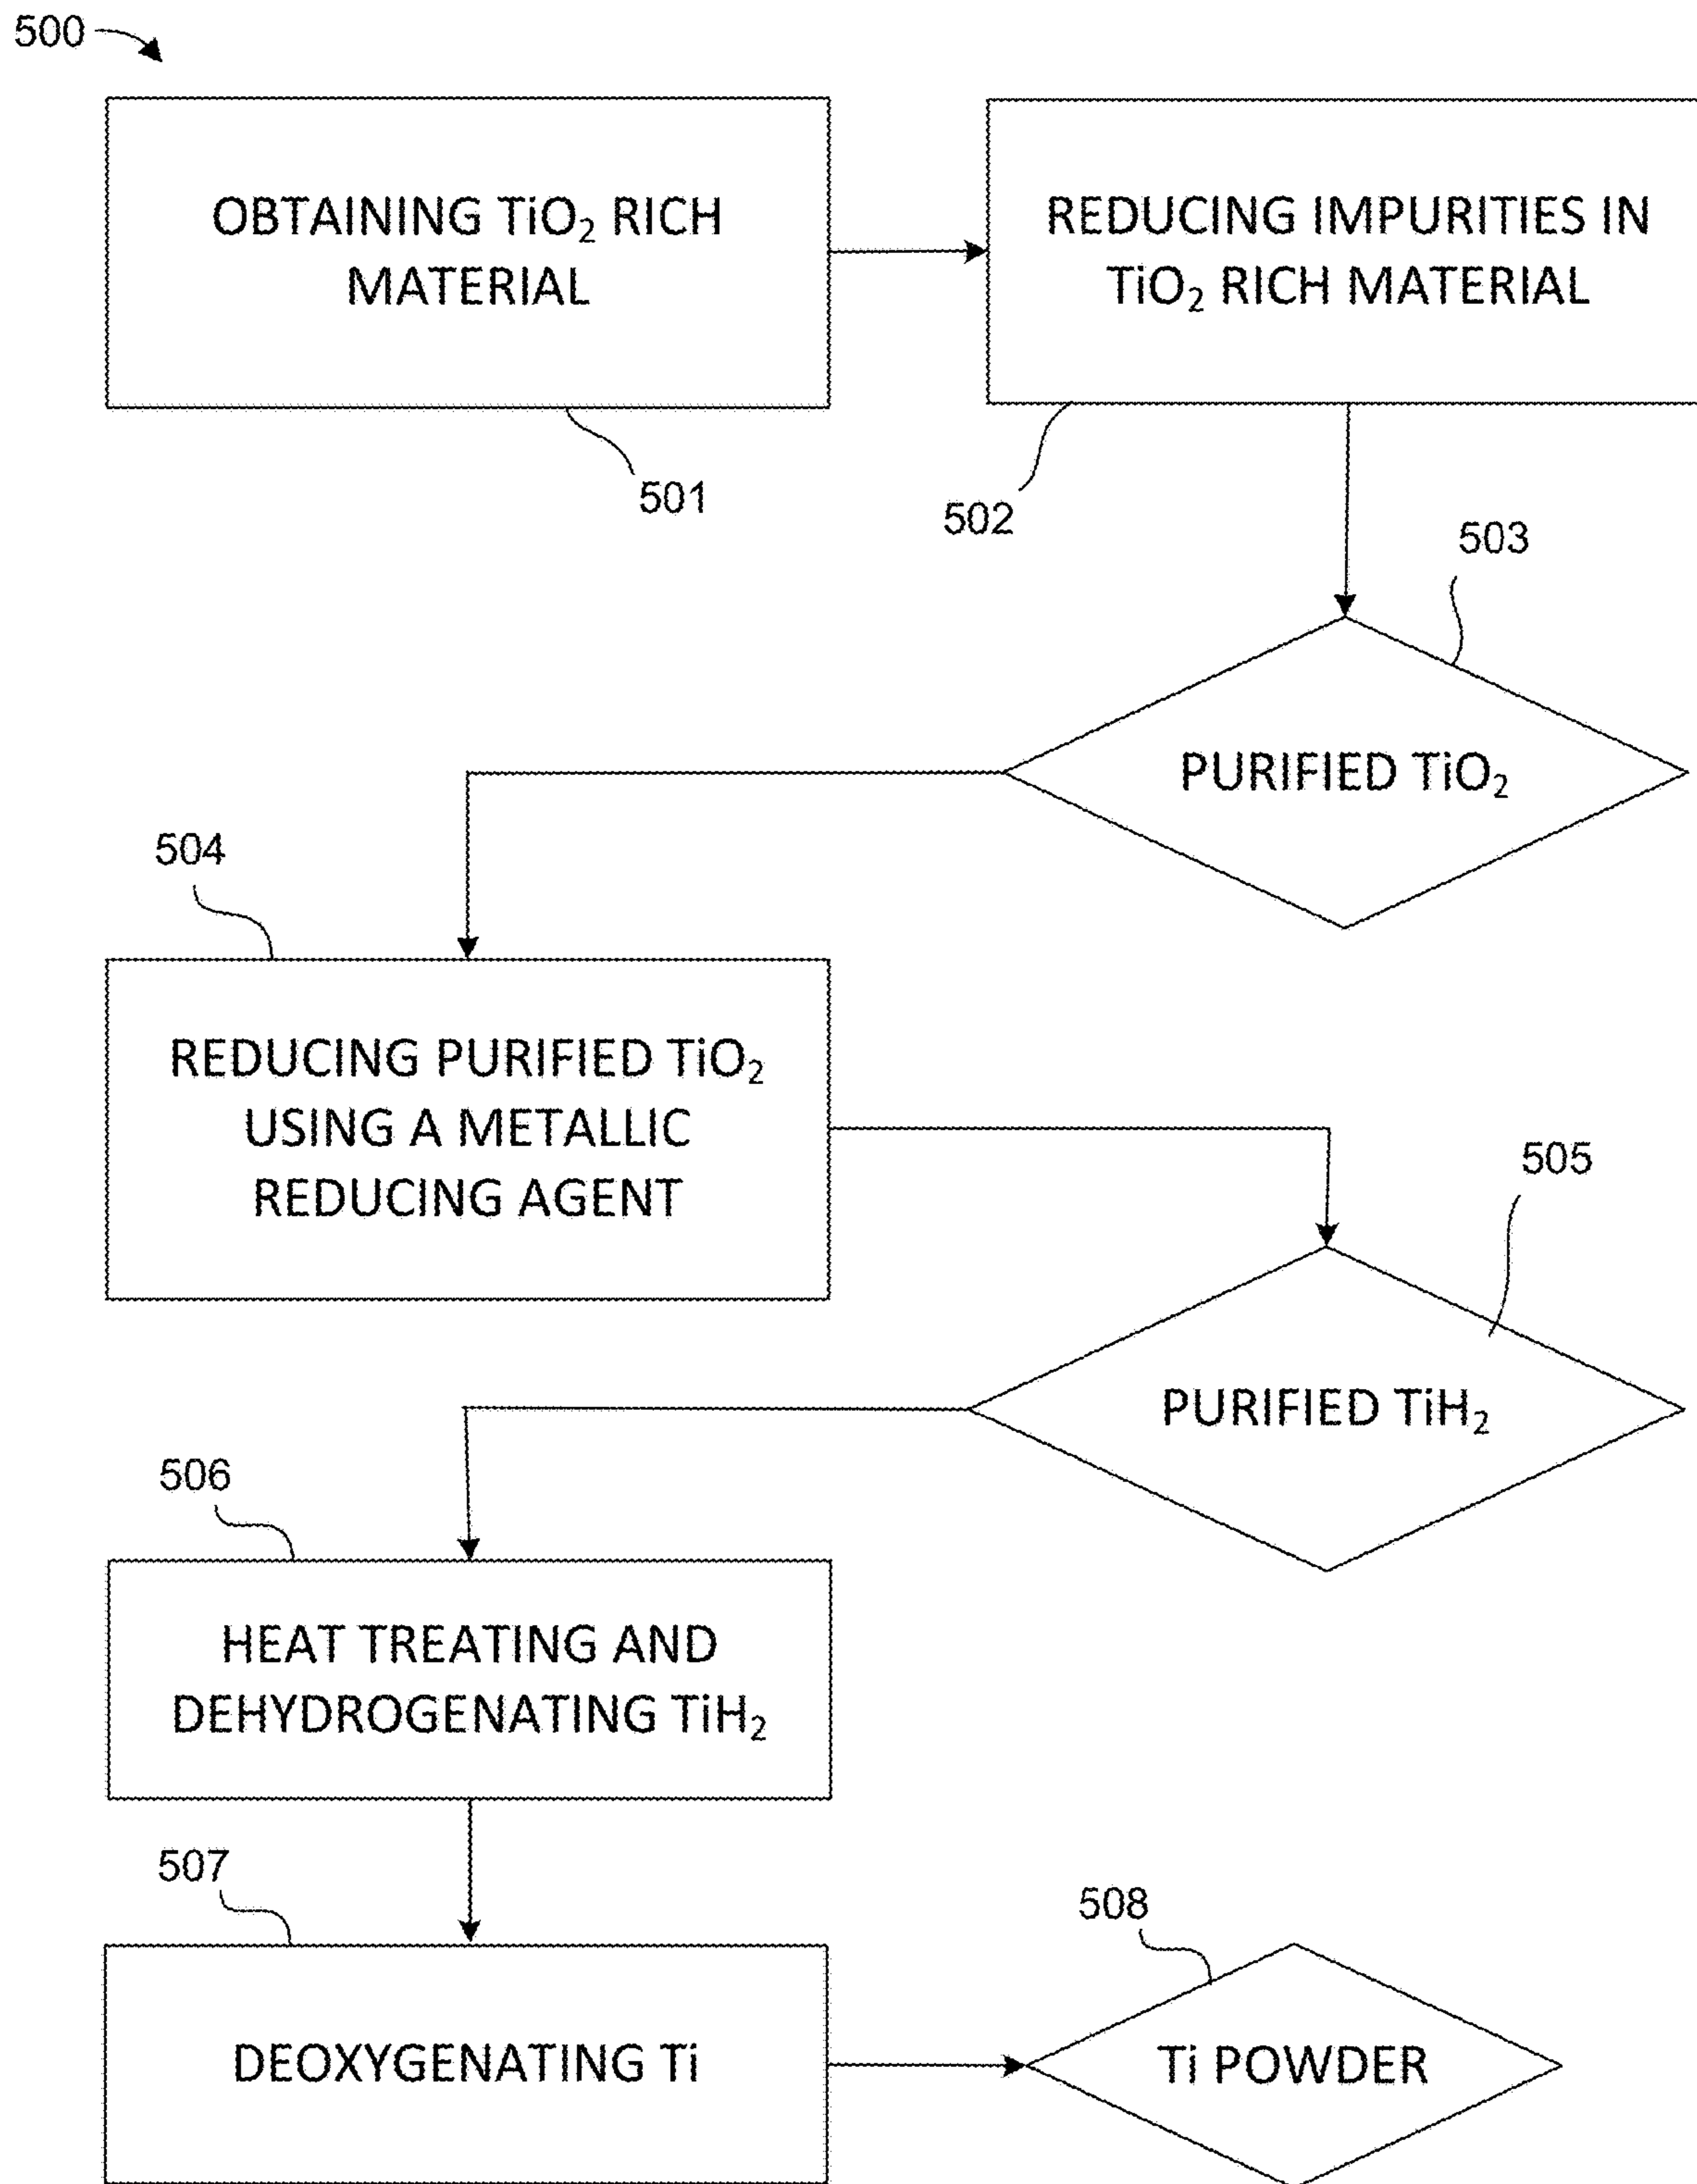 500
OBTAINING TiO₂ RICH
MATERIAL
501
REDUCING IMPURITIES IN
TiO₂ RICH MATERIAL
502
503
PURIFIED TiO₂
504
REDUCING PURIFIED TiO₂
USING A METALLIC
REDUCING AGENT
505
PURIFIED TiH₂
506
HEAT TREATING AND
DEHYDROGENATING TiH₂
507
DEOXYGENATING Ti
508
Ti POWDER